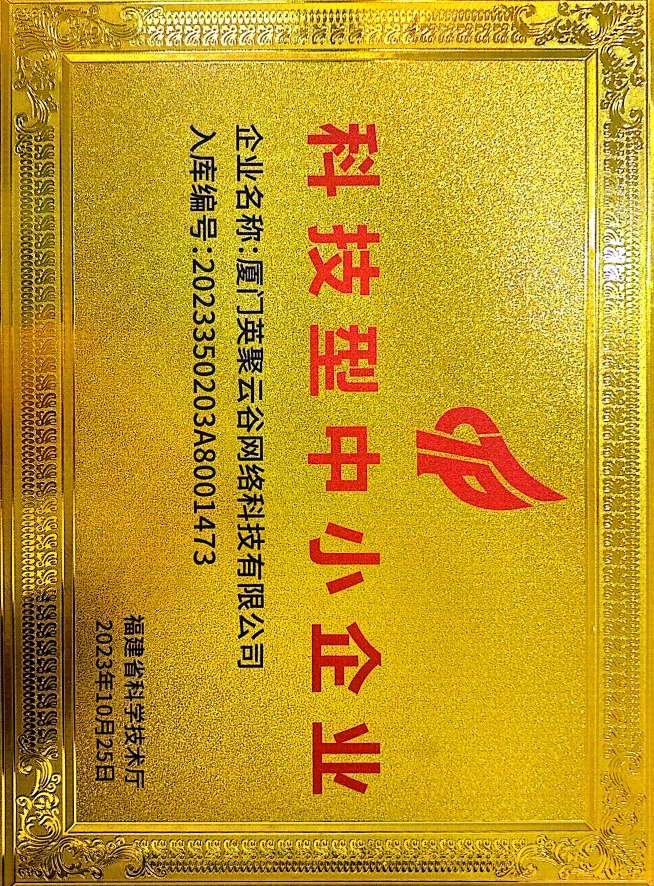 科技型中小企业
企业名称:厦门英聚云谷网络科技有限公司
入库编号:2023350203A8001473
福建省科学技术厅
2023年10月25日